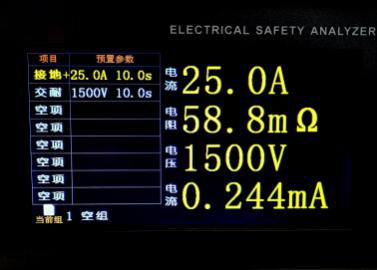 ELECTRICAL SAFETY ANALYZER
项目 预置参数
接地+25.0A 10.0s
交耐 1500V 10.0s
空项
空项
空项
空项
空项
空项
当前组 1 空组
电流 25.0A
电阻 58.8mΩ
电压 1500V
电流 0.244mA